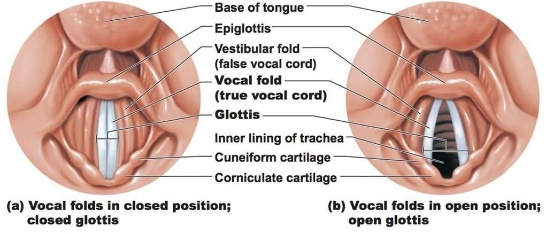 Base of tongue
Epiglottis
Vestibular fold
(false vocal cord)
Vocal fold
(true vocal cord)
Glottis
Inner lining of trachea
Cuneiform cartilage
Corniculate cartilage
(a) Vocal folds in closed position;
closed glottis
(b) Vocal folds in open position;
open glottis